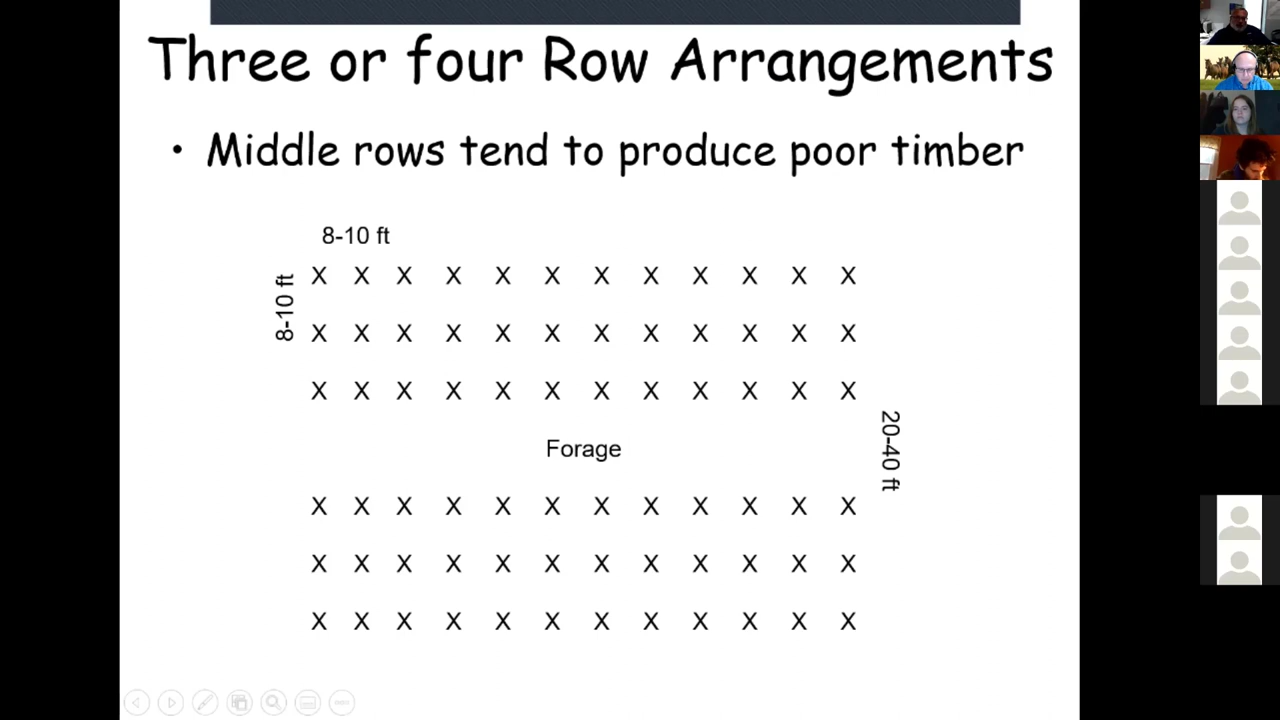 Three or four Row Arrangements
• Middle rows tend to produce poor timber
8-10 ft
8-10 ft
X X X X X X X X X X X X
X X X X X X X X X X X X
X X X X X X X X X X X X
Forage
20-40 ft
X X X X X X X X X X X X
X X X X X X X X X X X X
X X X X X X X X X X X X